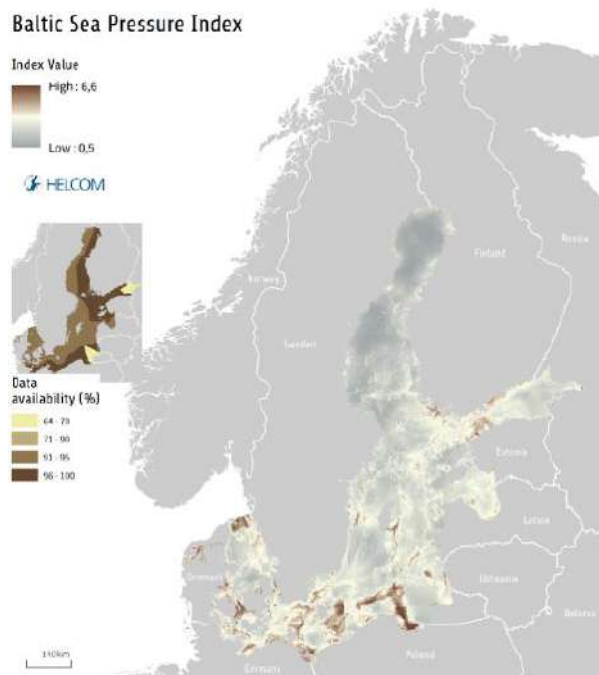 Baltic Sea Pressure Index
Index Value
High : 6,6
Low : 0,5
HELCOM
Data
availability (%)
64 - 70
71 - 90
91 - 95
96 - 100
Norway
Sweden
Finland
Russia
Estonia
Latvia
Lithuania
Belarus
Denmark
Germany
Poland
140km